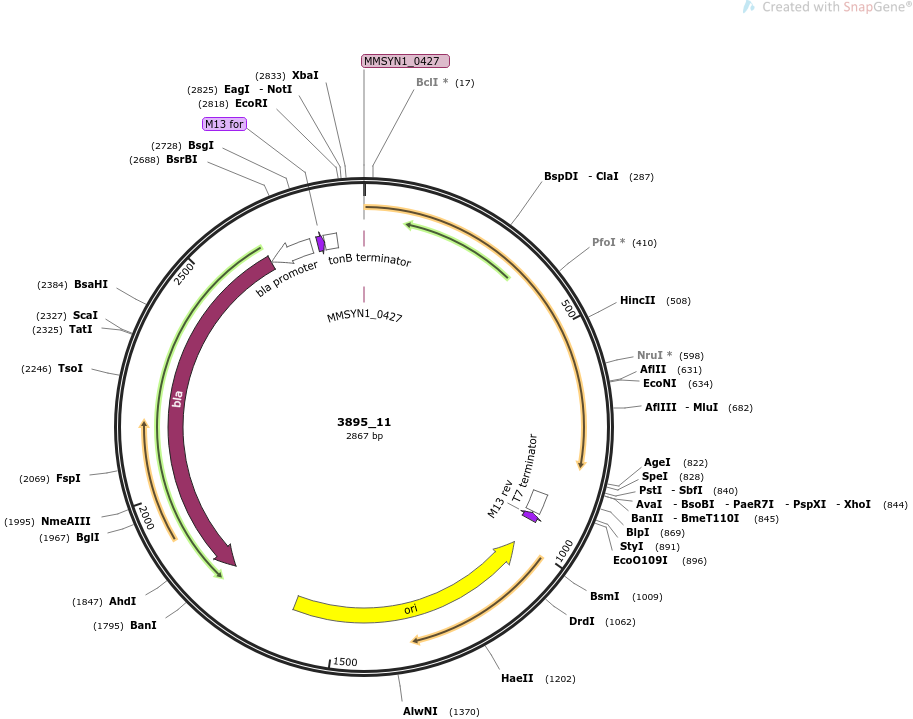 Created with SnapGene®
MMSYN1_0427
BclI * (17)
(2833) XbaI
(2825) EagI - NotI
(2818) EcoRI
M13 for
(2728) BsgI
(2688) BsrBI
BspDI - ClaI (287)
PfoI * (410)
HincII (508)
NruI * (598)
AflII (631)
EcoNI (634)
AflIII - MluI (682)
AgeI (822)
SpeI (828)
PstI - SbfI (840)
AvaI - BsoBI - PaeR7I - PspXI - XhoI (844)
BanII - BmeT110I (845)
BlpI (869)
StyI (891)
EcoO109I (896)
BsmI (1009)
DrdI (1062)
HaeII (1202)
AlwNI (1370)
(1795) BanI
(1847) AhdI
(1967) BglI
(1995) NmeAIII
(2069) FspI
(2246) TsoI
(2325) TatI
(2327) ScaI
(2384) BsaHI
500
1000
1500
2000
2500
bla promoter
tonB terminator
MMSYN1_0427
bla
T7 terminator
M13 rev
ori
3895_11
2867 bp